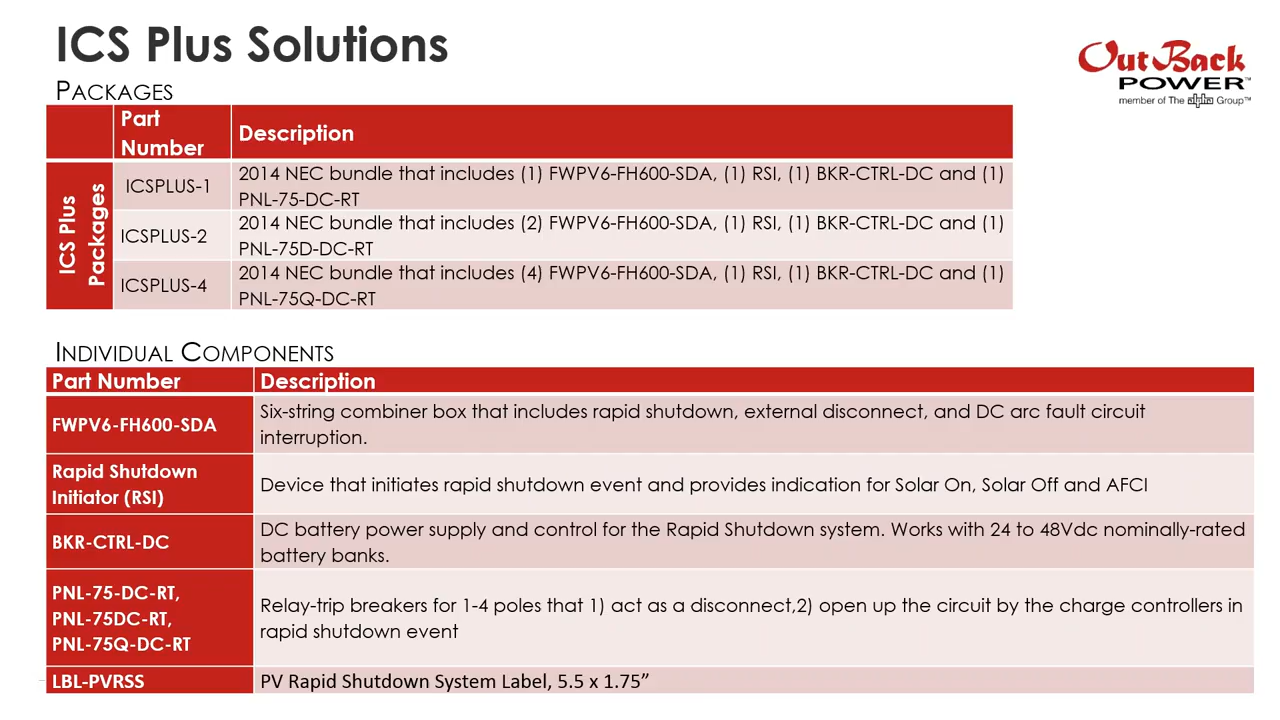 ICS Plus Solutions
OutBack
POWER™
member of The alpha Group™
PACKAGES
Part
Number
Description
ICS Plus
Packages
ICSPLUS-1
2014 NEC bundle that includes (1) FWPV6-FH600-SDA, (1) RSI, (1) BKR-CTRL-DC and (1)
PNL-75-DC-RT
ICSPLUS-2
2014 NEC bundle that includes (2) FWPV6-FH600-SDA, (1) RSI, (1) BKR-CTRL-DC and (1)
PNL-75D-DC-RT
ICSPLUS-4
2014 NEC bundle that includes (4) FWPV6-FH600-SDA, (1) RSI, (1) BKR-CTRL-DC and (1)
PNL-75Q-DC-RT
INDIVIDUAL COMPONENTS
Part Number
Description
FWPV6-FH600-SDA
Six-string combiner box that includes rapid shutdown, external disconnect, and DC arc fault circuit
interruption.
Rapid Shutdown
Initiator (RSI)
Device that initiates rapid shutdown event and provides indication for Solar On, Solar Off and AFCI
BKR-CTRL-DC
DC battery power supply and control for the Rapid Shutdown system. Works with 24 to 48Vdc nominally-rated
battery banks.
PNL-75-DC-RT,
PNL-75DC-RT,
PNL-75Q-DC-RT
Relay-trip breakers for 1-4 poles that 1) act as a disconnect,2) open up the circuit by the charge controllers in
rapid shutdown event
LBL-PVRSS
PV Rapid Shutdown System Label, 5.5 x 1.75”